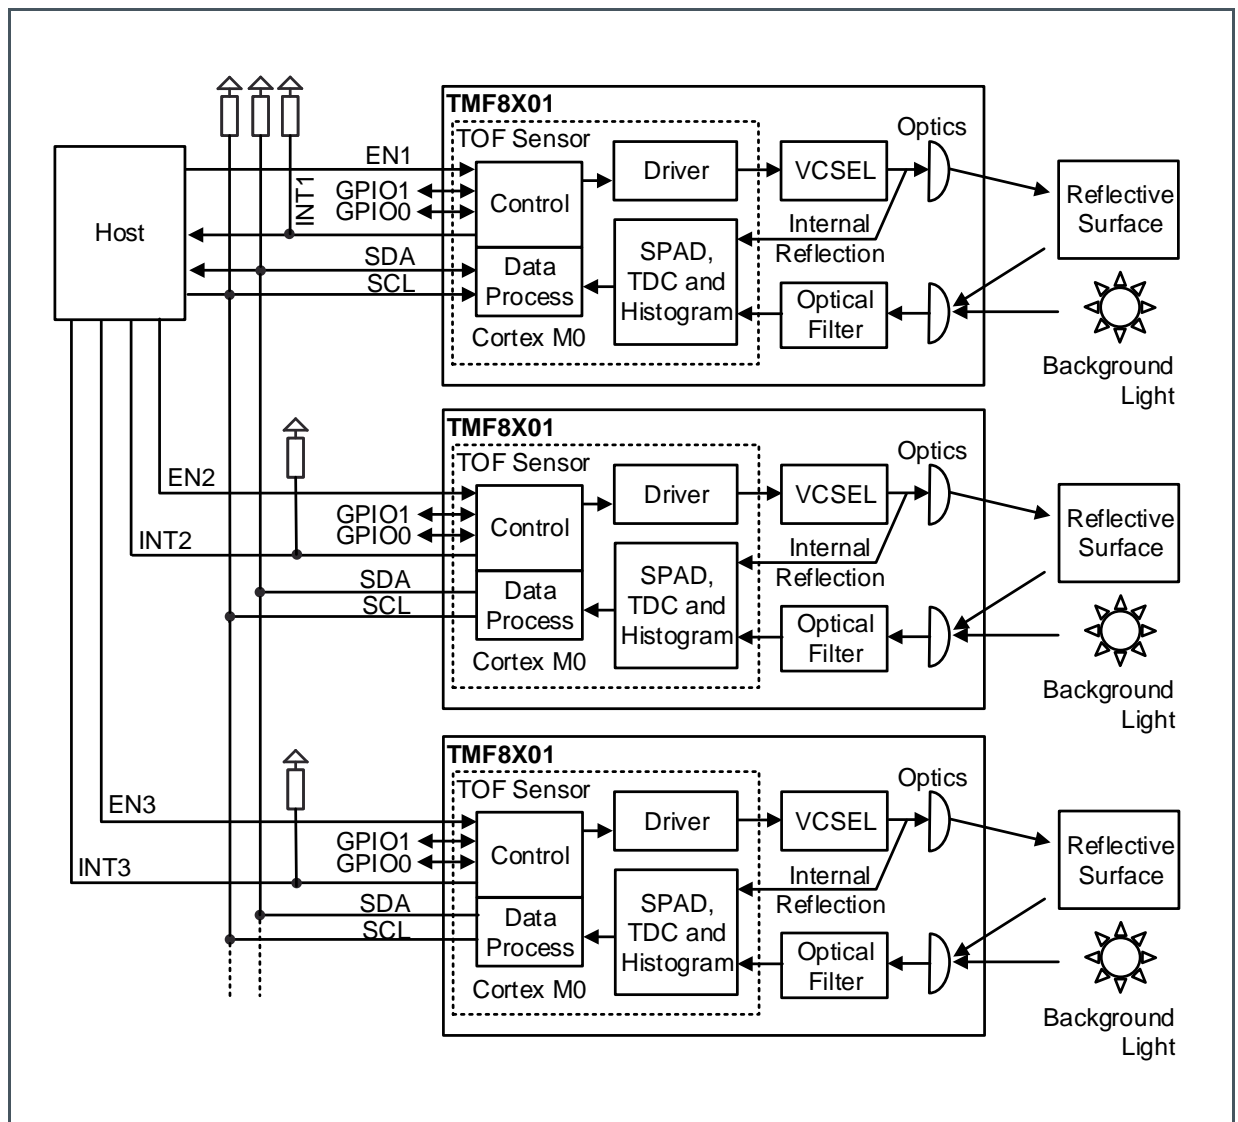 TMF8X01
TOF Sensor
Optics
Host
EN1
GPIO1
GPIO0
INT1
SDA
SCL
Control
Data
Process
Cortex M0
Driver
SPAD,
TDC and
Histogram
VCSEL
Internal
Reflection
Optical
Filter
Reflective
Surface
Background
Light
TMF8X01
TOF Sensor
Optics
EN2
GPIO1
GPIO0
INT2
SDA
SCL
Control
Data
Process
Cortex M0
Driver
SPAD,
TDC and
Histogram
VCSEL
Internal
Reflection
Optical
Filter
Reflective
Surface
Background
Light
TMF8X01
TOF Sensor
Optics
EN3
GPIO1
GPIO0
INT3
SDA
SCL
Control
Data
Process
Cortex M0
Driver
SPAD,
TDC and
Histogram
VCSEL
Internal
Reflection
Optical
Filter
Reflective
Surface
Background
Light